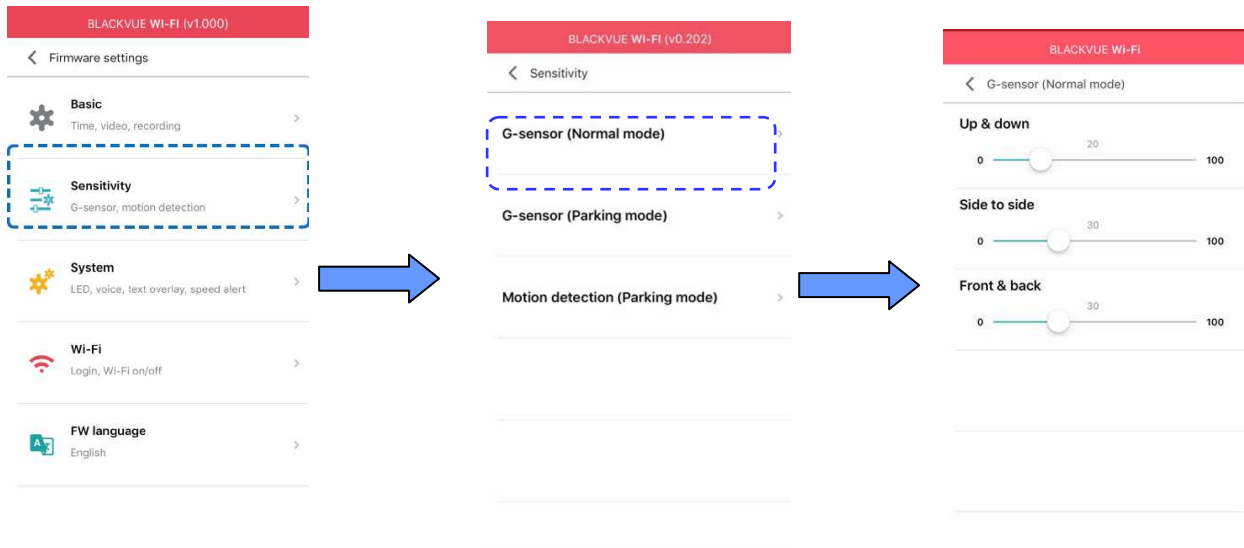 BLACKVUE WI-FI (v1.000)
Firmware settings
Basic
Time, video, recording
Sensitivity
G-sensor, motion detection
System
LED, voice, text overlay, speed alert
Wi-Fi
Login, Wi-Fi on/off
FW language
English
BLACKVUE WI-FI (v0.202)
Sensitivity
G-sensor (Normal mode)
G-sensor (Parking mode)
Motion detection (Parking mode)
BLACKVUE Wi-Fi
G-sensor (Normal mode)
Up & down
20
0 100
Side to side
30
0 100
Front & back
30
0 100